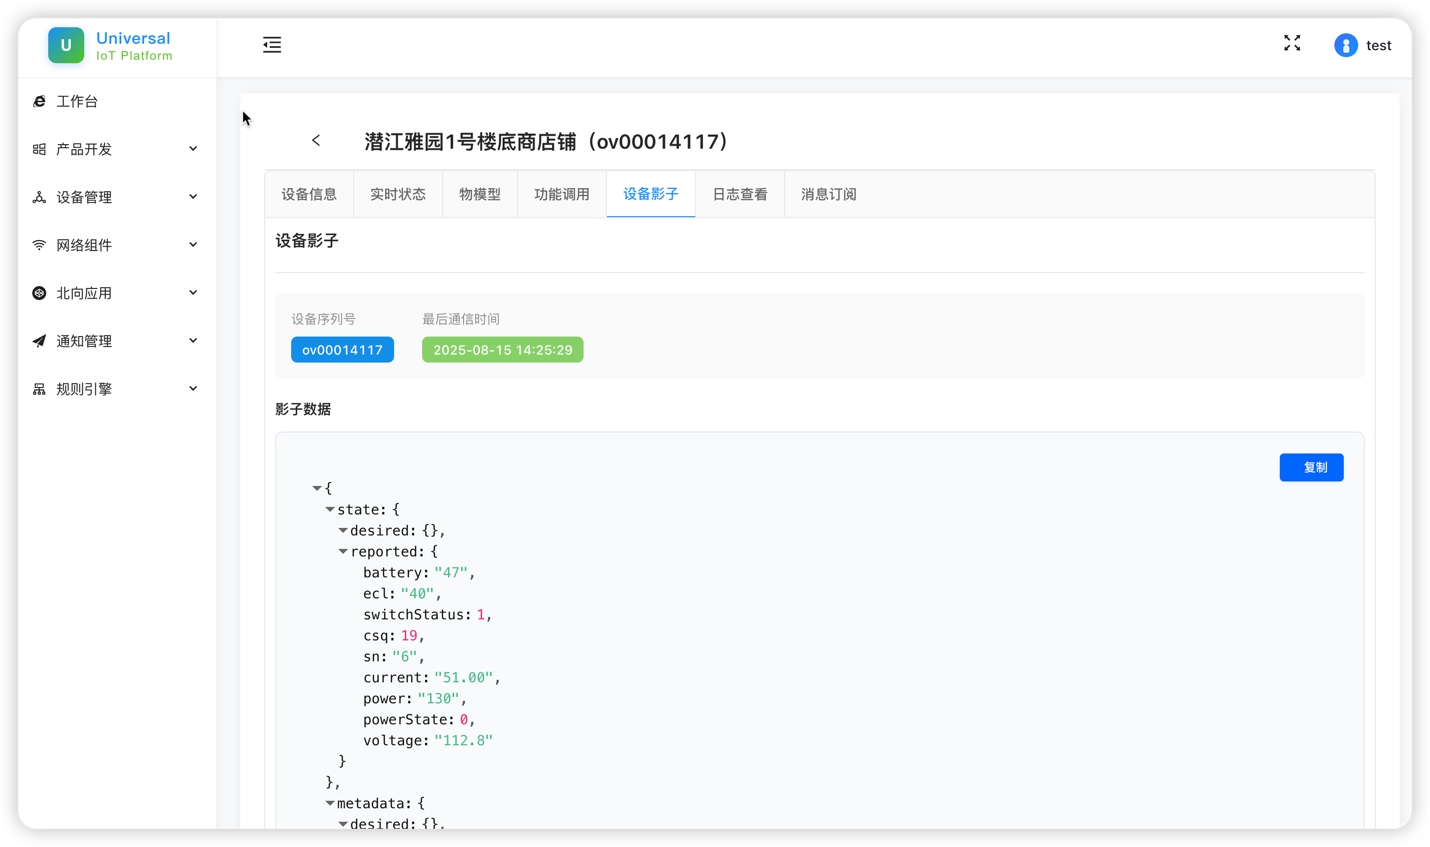 U
Universal
IoT Platform
test
工作台
产品开发
设备管理
网络组件
北向应用
通知管理
规则引擎
潜江雅园1号楼底商店铺（ov00014117）
设备信息 实时状态 物模型 功能调用 设备影子 日志查看 消息订阅
设备影子
设备序列号 最后通信时间
ov00014117 2025-08-15 14:25:29
影子数据
复制
{
state: {
desired: {},
reported: {
battery: "47",
ecl: "40",
switchStatus: 1,
csq: 19,
sn: "6",
current: "51.00",
power: "130",
powerState: 0,
voltage: "112.8"
}
},
metadata: {
desired: {},